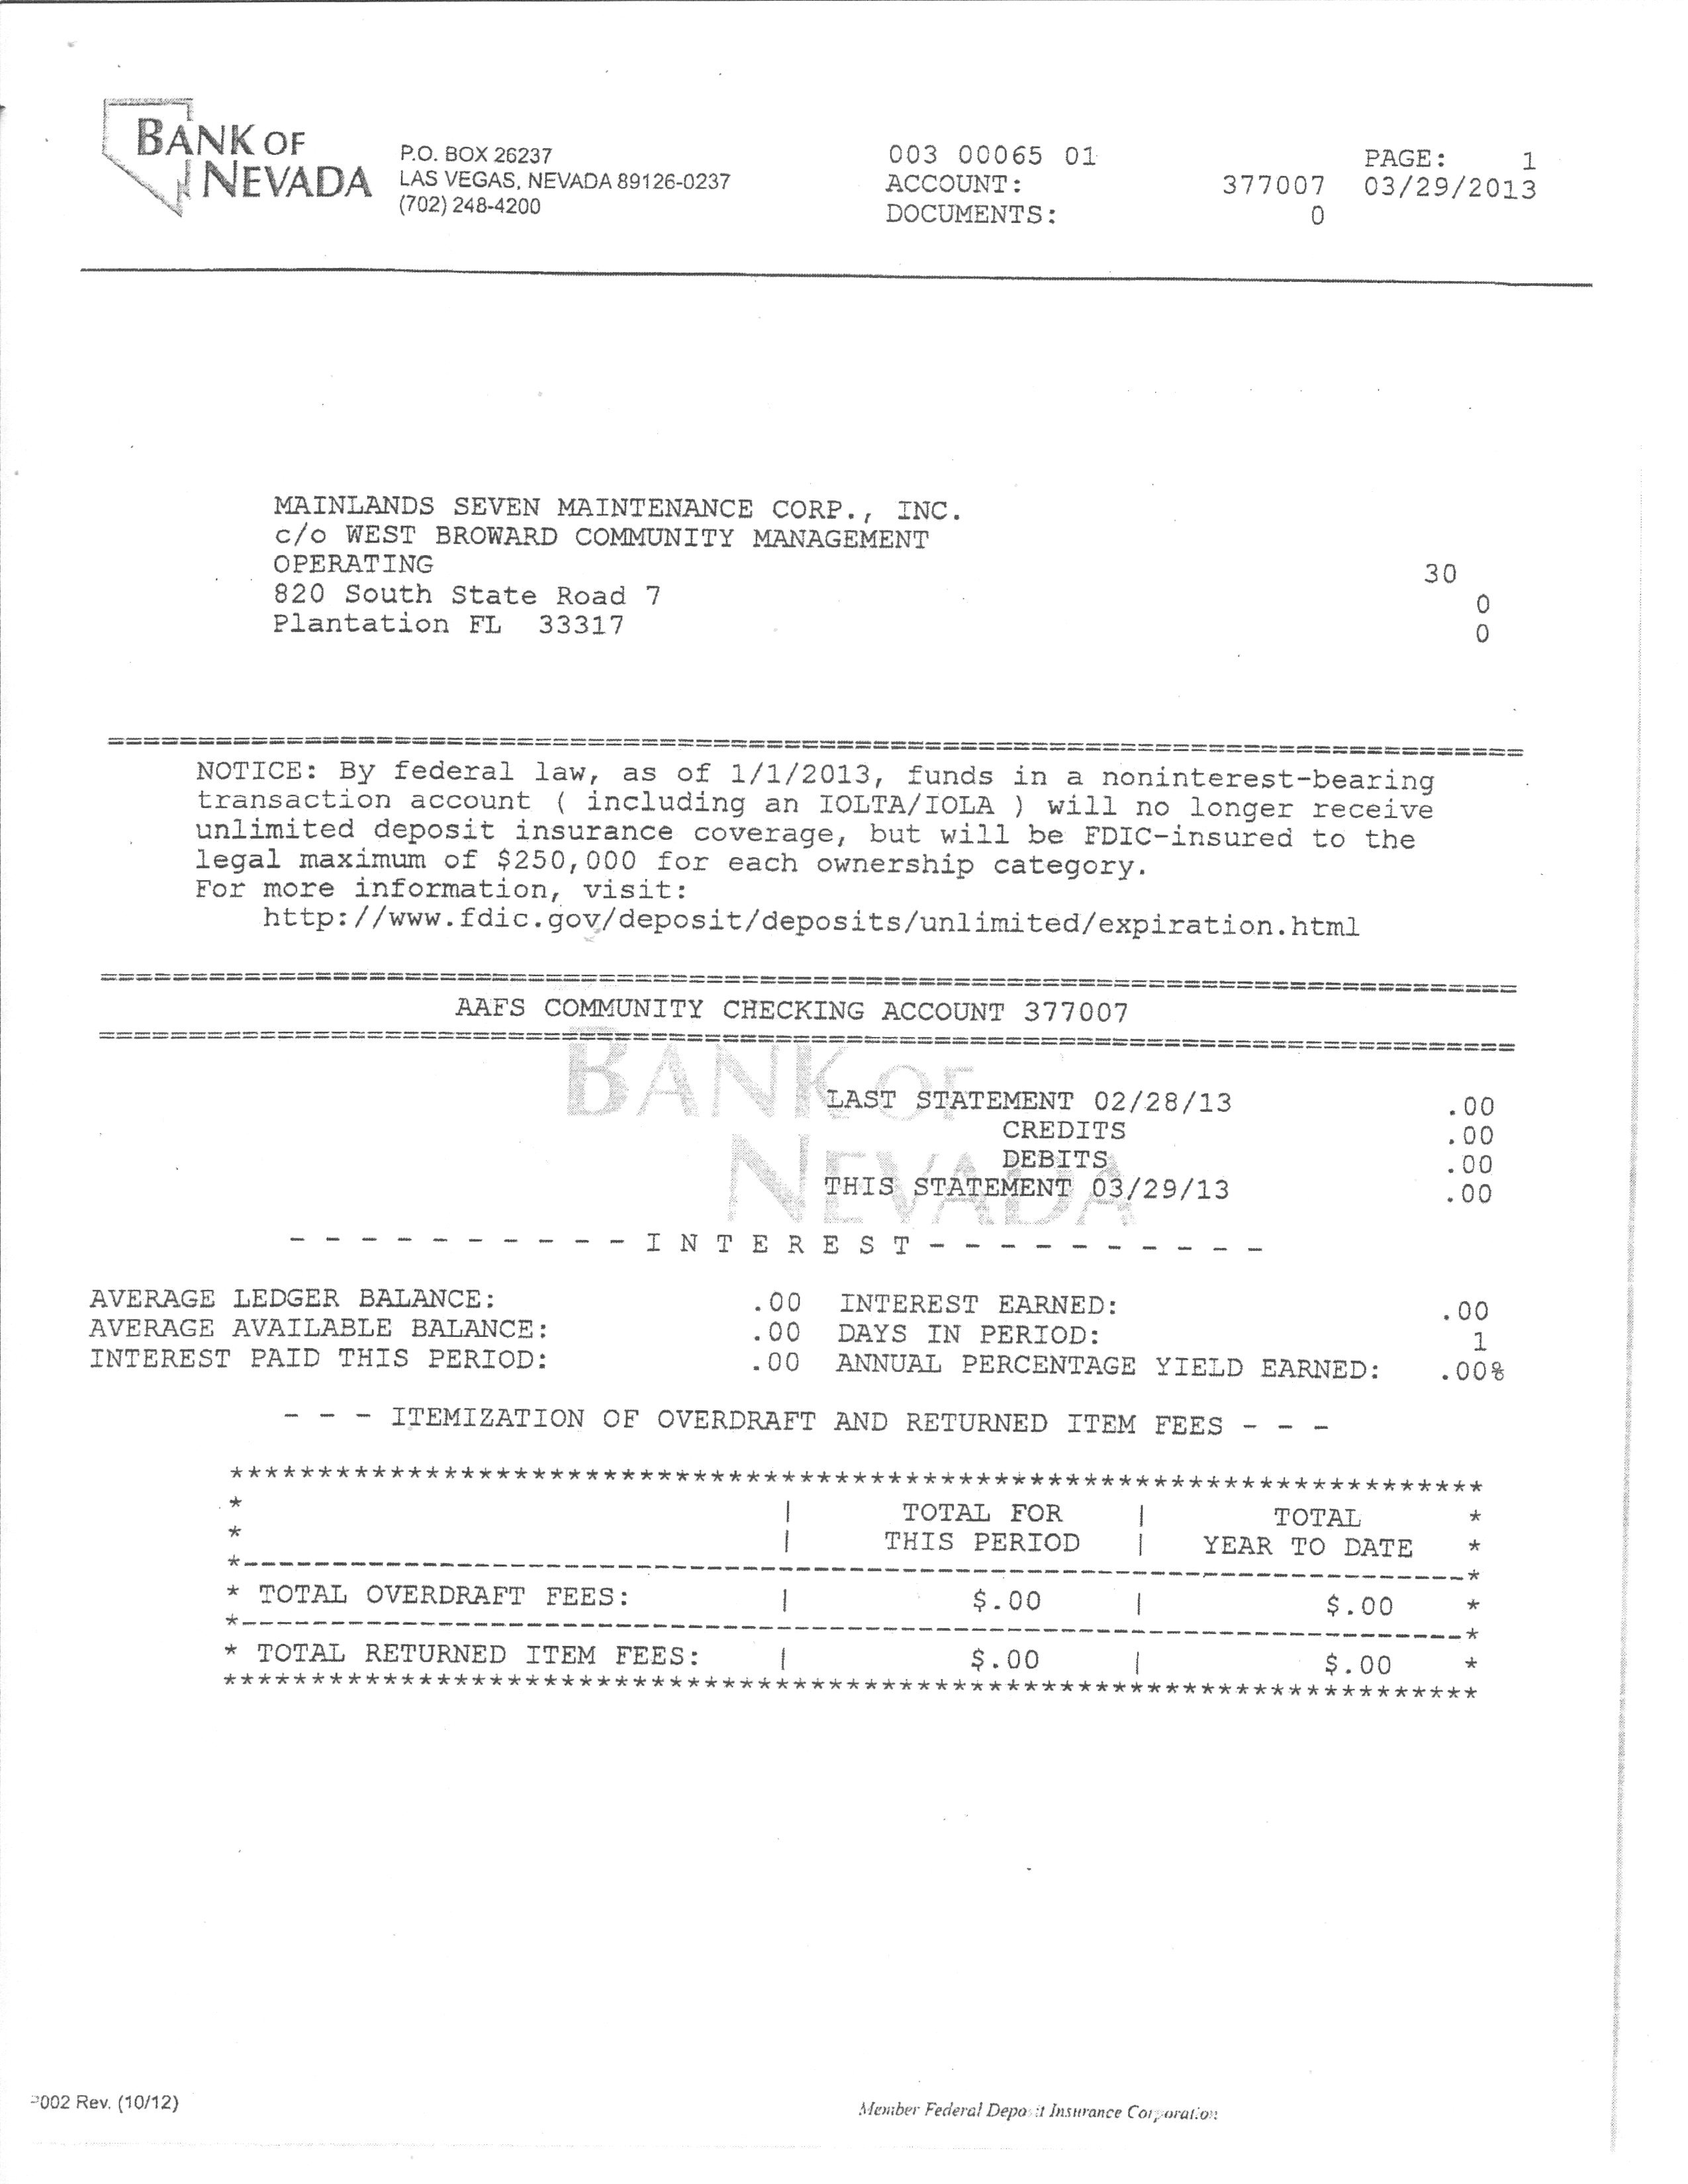 BANK OF
NEVADA
P.O. BOX 26237
LAS VEGAS, NEVADA 89126-0237
(702) 248-4200
003 00065 01 PAGE: 1
ACCOUNT: 377007 03/29/2013
DOCUMENTS: 0
MAINLANDS SEVEN MAINTENANCE CORP., INC.
c/o WEST BROWARD COMMUNITY MANAGEMENT
OPERATING 30
820 South State Road 7 0
Plantation FL 33317 0
================================================================================
NOTICE: By federal law, as of 1/1/2013, funds in a noninterest-bearing
transaction account ( including an IOLTA/IOLA ) will no longer receive
unlimited deposit insurance coverage, but will be FDIC-insured to the
legal maximum of $250,000 for each ownership category.
For more information, visit:
http://www.fdic.gov/deposit/deposits/unlimited/expiration.html
================================================================================
AAFS COMMUNITY CHECKING ACCOUNT 377007
================================================================================
BANK OF
NEVADA
LAST STATEMENT 02/28/13 .00
CREDITS .00
DEBITS .00
THIS STATEMENT 03/29/13 .00
- - - - - - - - - - I N T E R E S T - - - - - - - - - -
AVERAGE LEDGER BALANCE: .00 INTEREST EARNED: .00
AVERAGE AVAILABLE BALANCE: .00 DAYS IN PERIOD: 1
INTEREST PAID THIS PERIOD: .00 ANNUAL PERCENTAGE YIELD EARNED: .00%
- - - ITEMIZATION OF OVERDRAFT AND RETURNED ITEM FEES - - -
***********************************************************************
* | TOTAL FOR | TOTAL *
* | THIS PERIOD | YEAR TO DATE *
*---------------------------------------------------------------------*
* TOTAL OVERDRAFT FEES: | $.00 | $.00 *
*---------------------------------------------------------------------*
* TOTAL RETURNED ITEM FEES: | $.00 | $.00 *
***********************************************************************
002 Rev. (10/12)
Member Federal Deposit Insurance Corporation